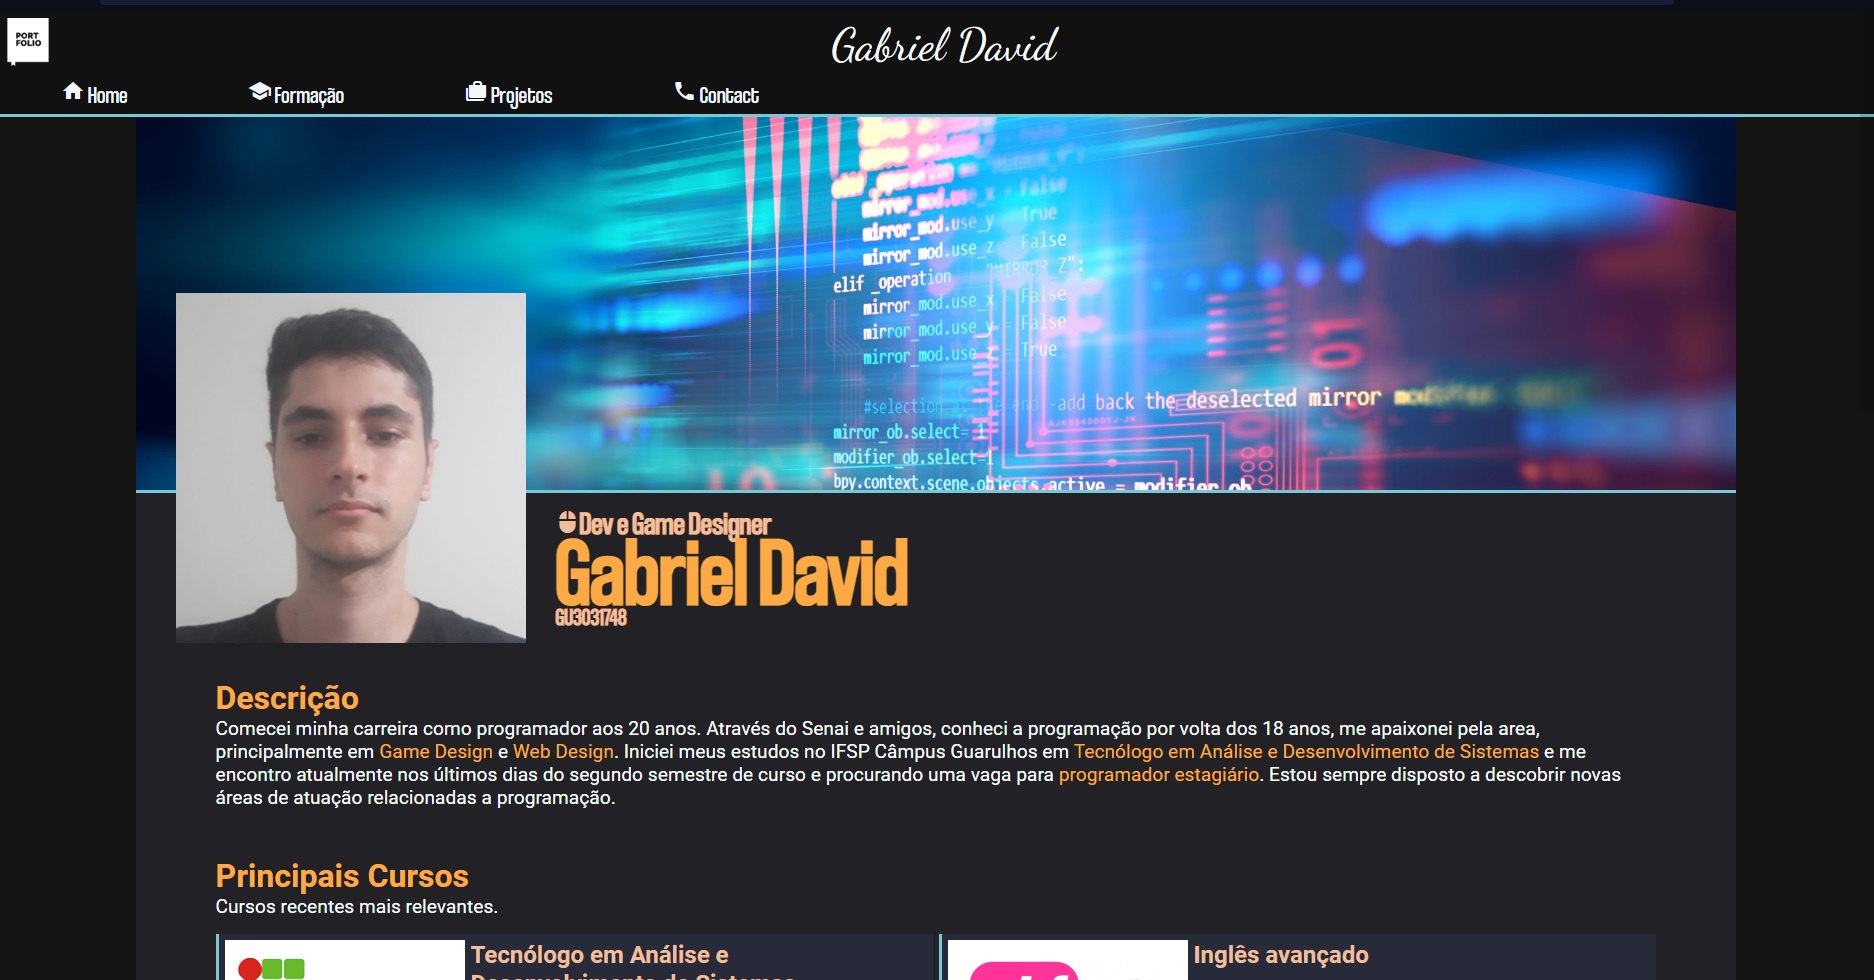 PORT
FOLIO
Gabriel David
Home
Formação
Projetos
Contact
elif _operation
mirror_mod.use_x = False
mirror_mod.use_y = True
mirror_mod.use_z = False
elif _operation = "MIRROR_Z":
mirror_mod.use_x = False
mirror_mod.use_y = False
mirror_mod.use_z = True
#selection at the end -add back the deselected mirror modifier
mirror_ob.select= 1
modifier_ob.select=1
bpy.context.scene.objects.active = modifier_ob
Dev e Game Designer
Gabriel David
GU3031748
Descrição
Comecei minha carreira como programador aos 20 anos. Através do Senai e amigos, conheci a programação por volta dos 18 anos, me apaixonei pela area,
principalmente em Game Design e Web Design. Iniciei meus estudos no IFSP Câmpus Guarulhos em Tecnólogo em Análise e Desenvolvimento de Sistemas e me
encontro atualmente nos últimos dias do segundo semestre de curso e procurando uma vaga para programador estagiário. Estou sempre disposto a descobrir novas
áreas de atuação relacionadas a programação.
Principais Cursos
Cursos recentes mais relevantes.
Tecnólogo em Análise e
Desenvolvimento de Sistemas
Inglês avançado